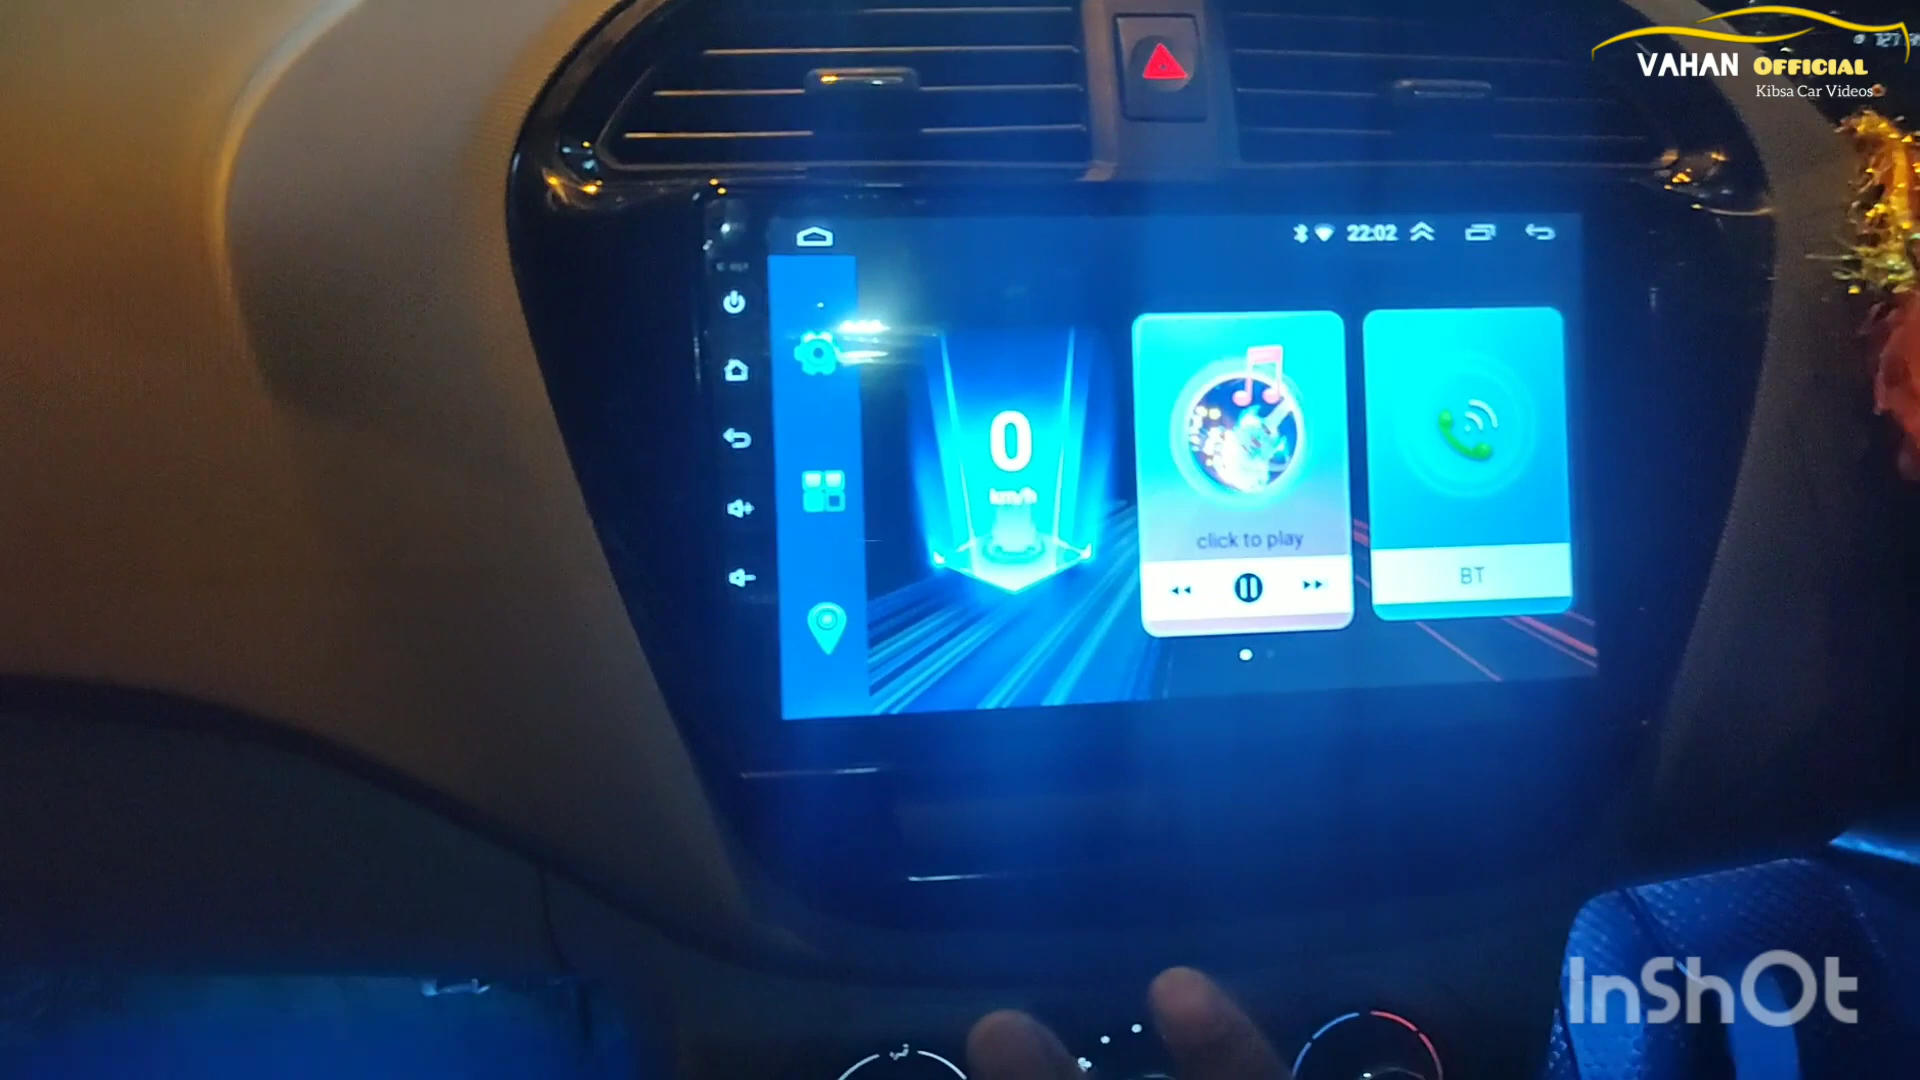 VAHAN OFFICIAL
Kibsa Car Videos
22:02
0
km/h
click to play
BT
InShOt